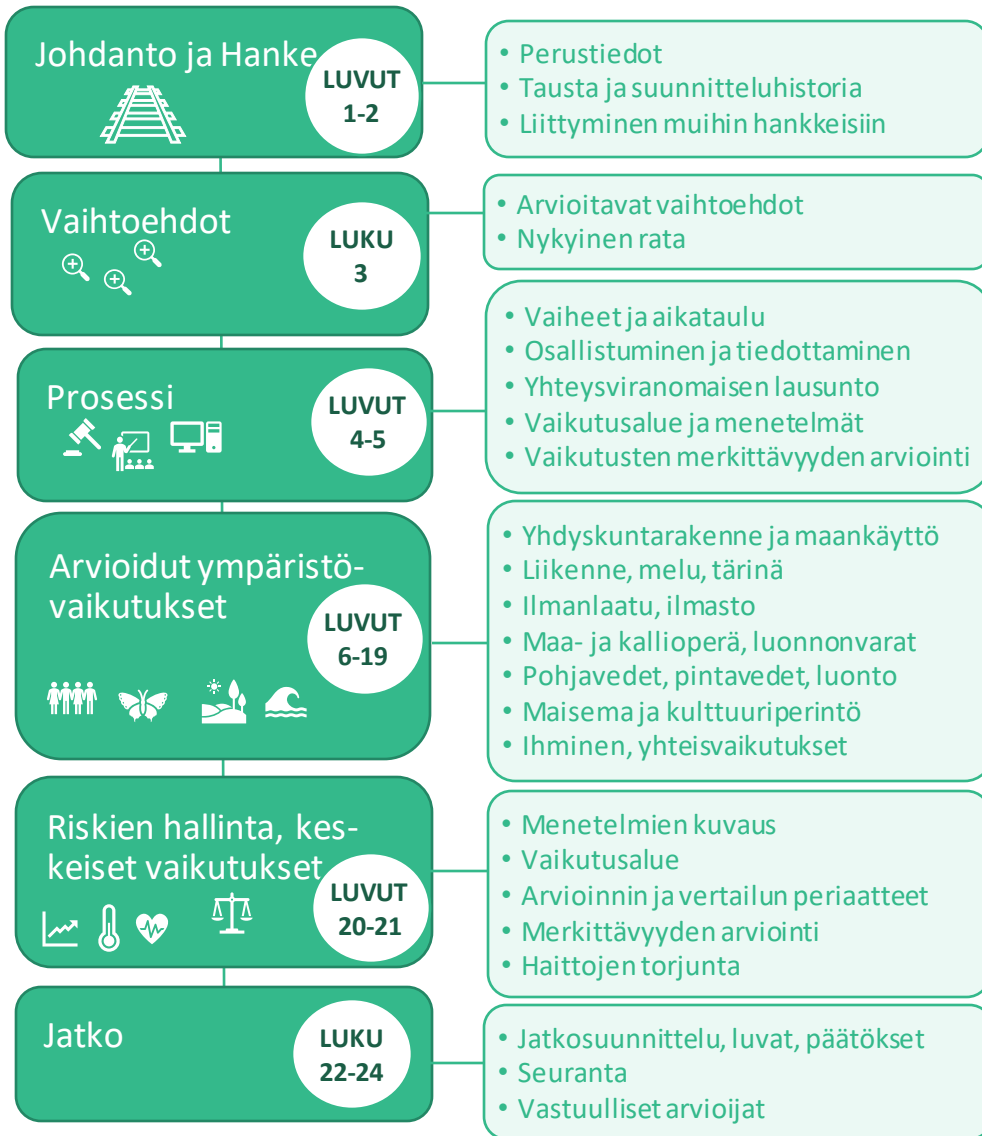 Johdanto ja Hanke
LUVUT
1-2
• Perustiedot
• Tausta ja suunnitteluhistoria
• Liittyminen muihin hankkeisiin
Vaihtoehdot
LUKU
3
• Arvioitavat vaihtoehdot
• Nykyinen rata
Prosessi
LUVUT
4-5
• Vaiheet ja aikataulu
• Osallistuminen ja tiedottaminen
• Yhteysviranomaisen lausunto
• Vaikutusalue ja menetelmät
• Vaikutusten merkittävyyden arviointi
Arvioidut ympäristö-
vaikutukset
LUVUT
6-19
• Yhdyskuntarakenne ja maankäyttö
• Liikenne, melu, tärinä
• Ilmanlaatu, ilmasto
• Maa- ja kallioperä, luonnonvarat
• Pohjavedet, pintavedet, luonto
• Maisema ja kulttuuriperintö
• Ihminen, yhteisvaikutukset
Riskien hallinta, kes-
keiset vaikutukset
LUVUT
20-21
• Menetelmien kuvaus
• Vaikutusalue
• Arvioinnin ja vertailun periaatteet
• Merkittävyyden arviointi
• Haittojen torjunta
Jatko
LUKU
22-24
• Jatkosuunnittelu, luvat, päätökset
• Seuranta
• Vastuulliset arvioijat